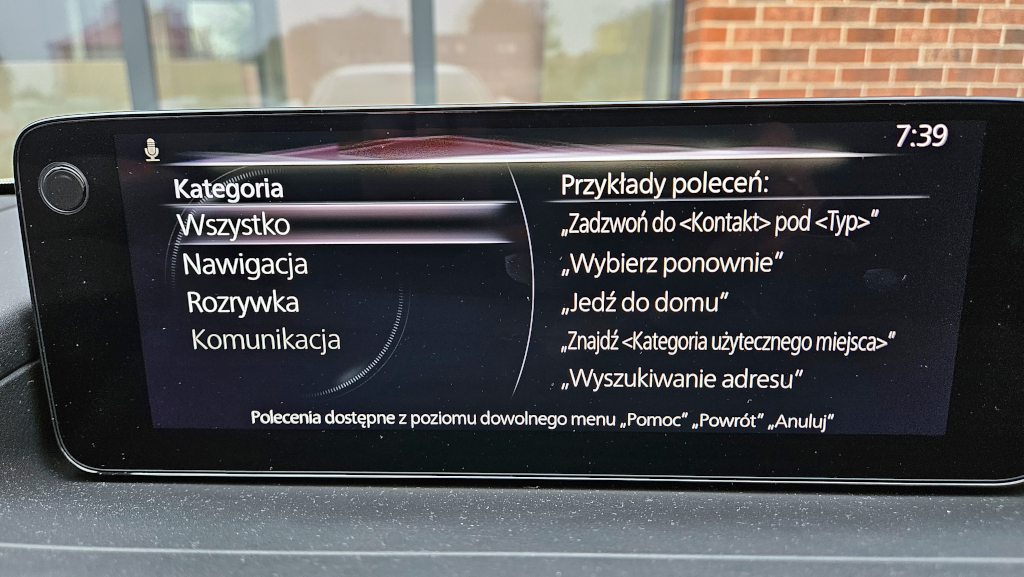 7:39
Kategoria
Wszystko
Nawigacja
Rozrywka
Komunikacja
Przykłady poleceń:
„Zadzwoń do <Kontakt> pod <Typ>”
„Wybierz ponownie”
„Jedź do domu”
„Znajdź <Kategoria użytecznego miejsca>”
„Wyszukiwanie adresu”
Polecenia dostępne z poziomu dowolnego menu „Pomoc” „Powrót” „Anuluj”